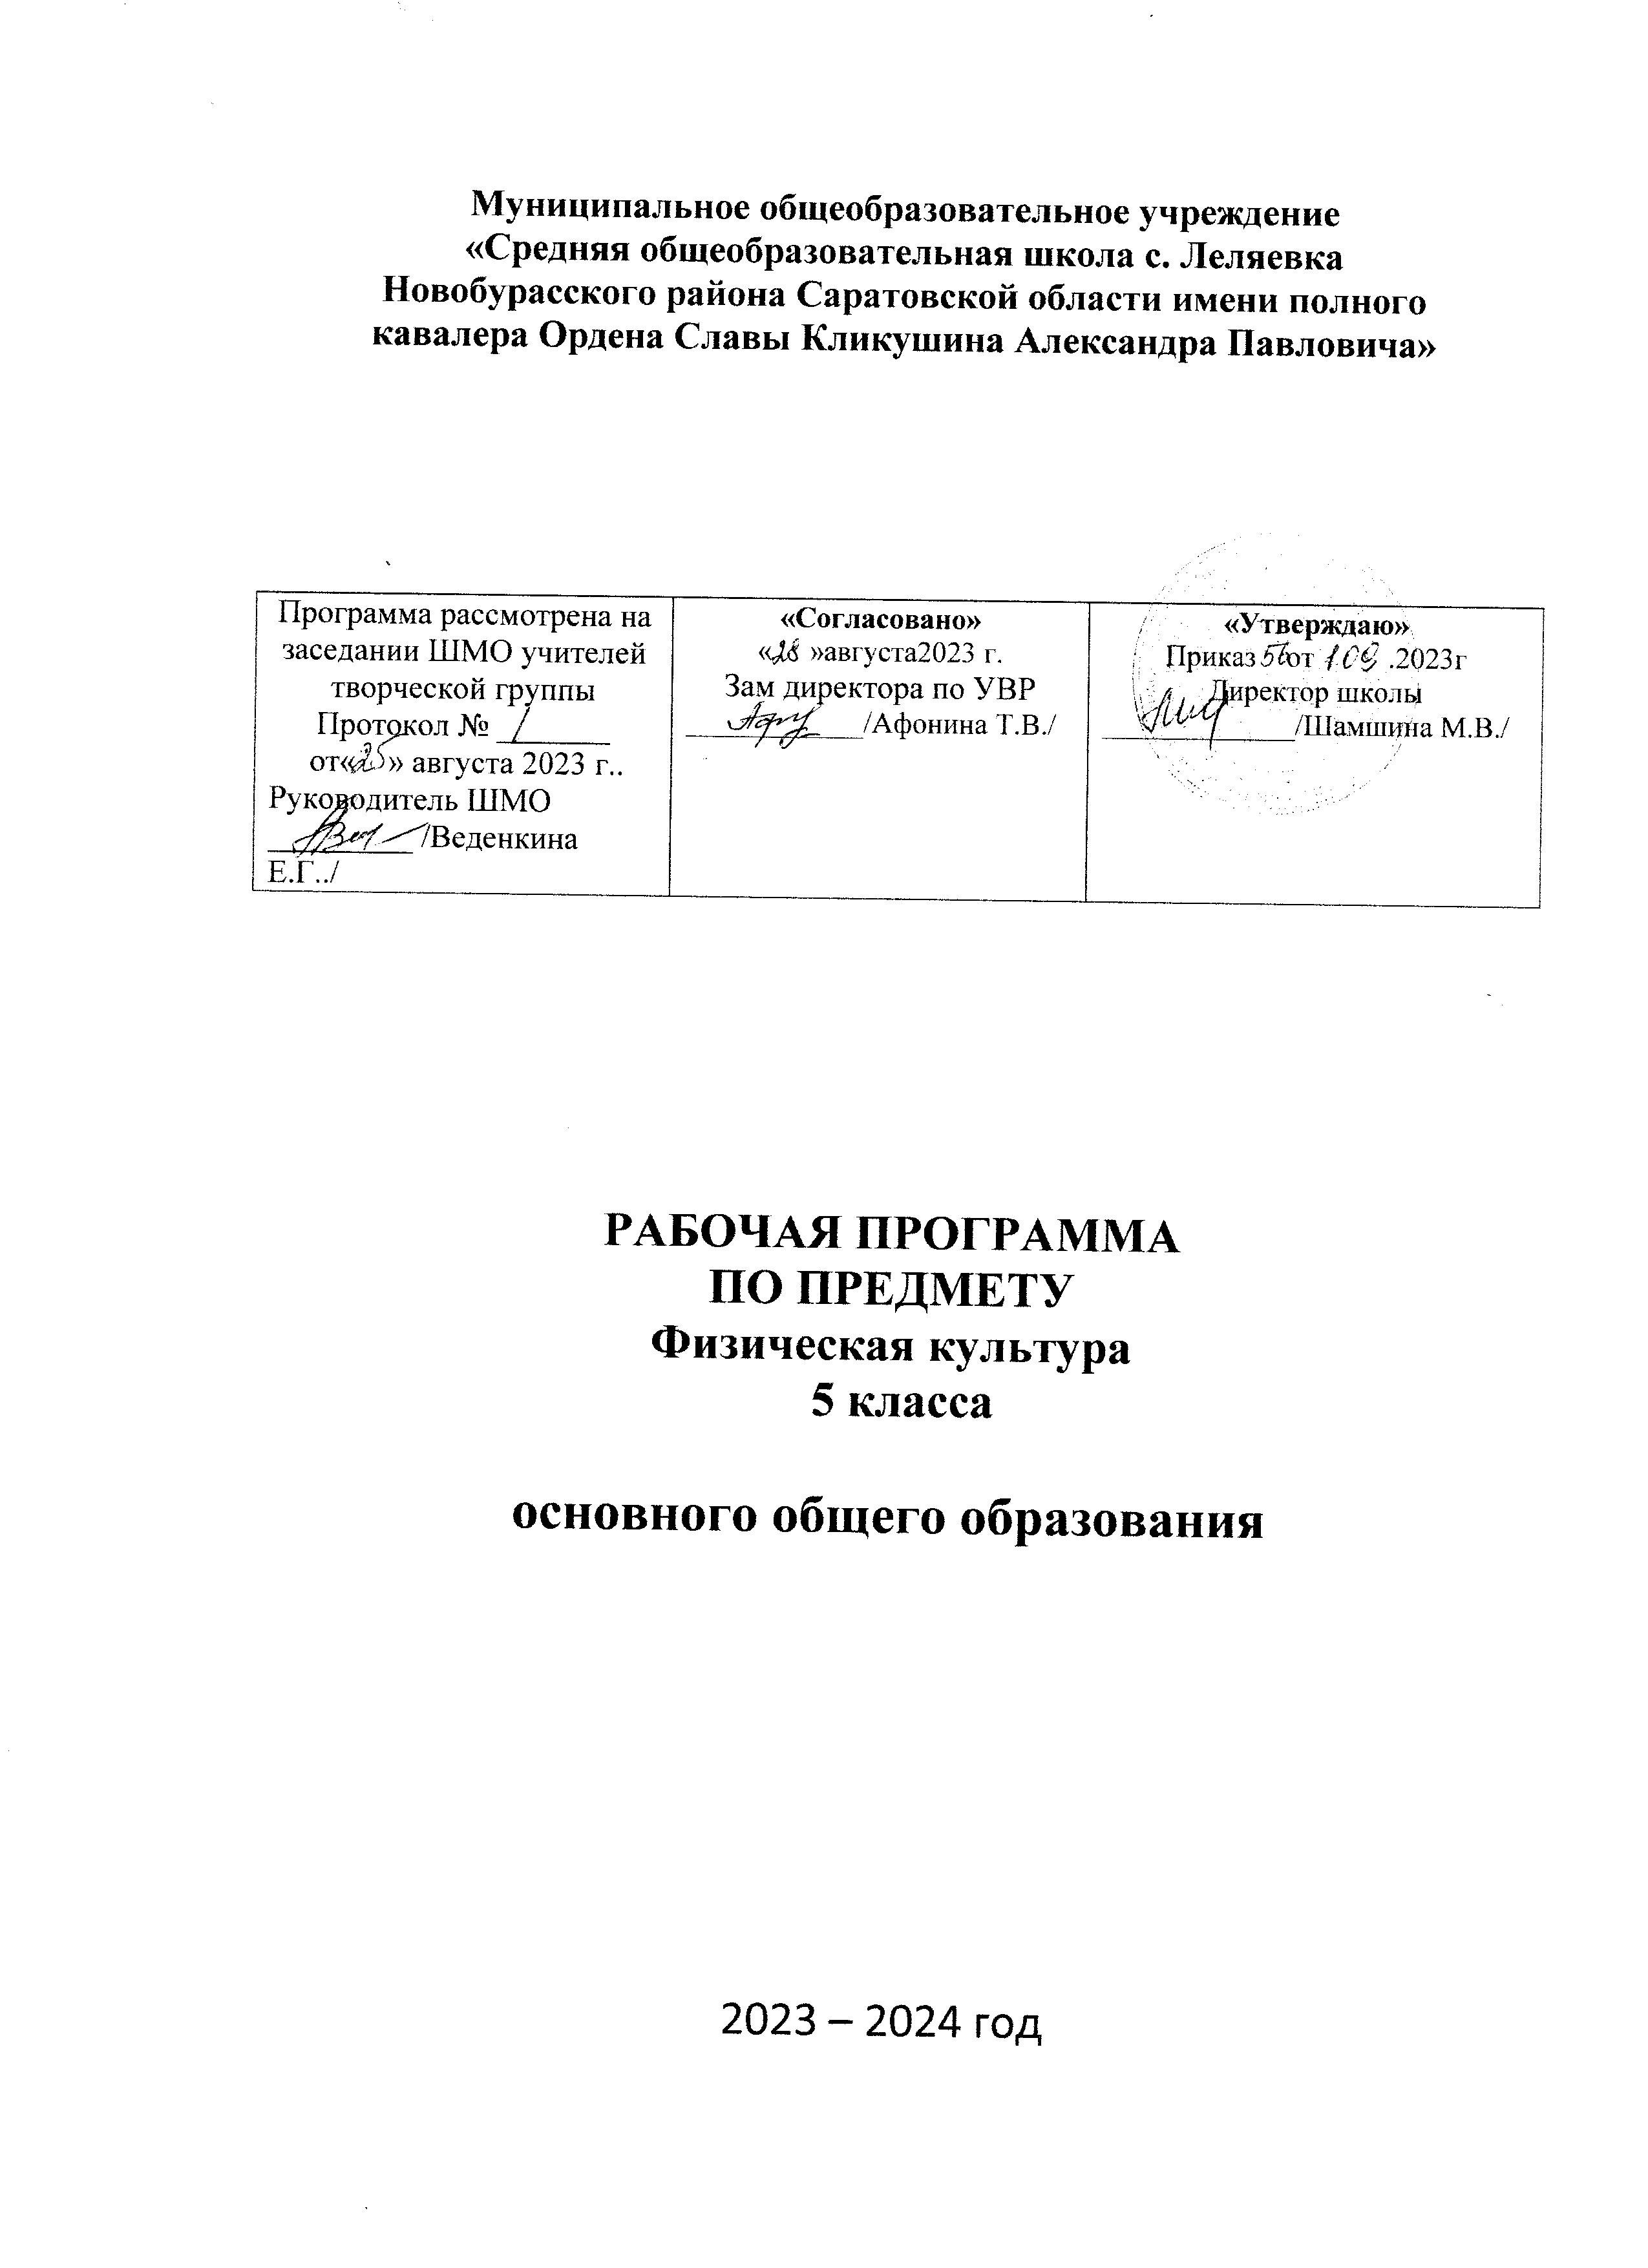 Муниципальное общеобразовательное учреждение
«Средняя общеобразовательная школа с. Леляевка
Новобурасского района Саратовской области имени полного
кавалера Ордена Славы Кликушина Александра Павловича»
Программа рассмотрена на
заседании ШМО учителей
творческой группы
Протокол № 1
от«25» августа 2023 г..
Руководитель ШМО
/Веденкина
Е.Г../
«Согласовано»
«28 »августа2023 г.
Зам директора по УВР
/Афонина Т.В./
«Утверждаю»
Приказ от 1.09 .2023г
Директор школы
/Шамшина М.В./
РАБОЧАЯ ПРОГРАММА
ПО ПРЕДМЕТУ
Физическая культура
5 класса
основного общего образования
2023 – 2024 год